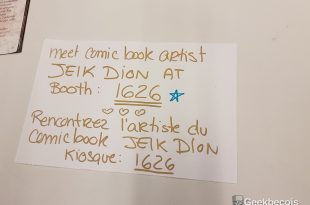 meet comic book artist
JEIK DION AT
Booth: 1626
Rencontrez l'artiste du
Comic book JEIK DION
Kiosque: 1626
Geekbecois